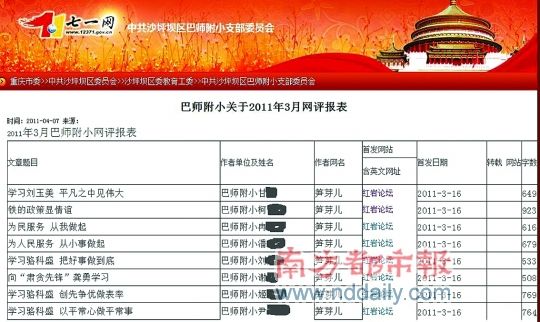 七一网
www.12371.gov.cn
中共沙坪坝区巴师附小支部委员会
重庆市委——>中共沙坪坝区委员会——>沙坪坝区委教育工委——>中共沙坪坝区巴师附小支部委员会
巴师附小关于2011年3月网评报表
时间：2011-04-07 来源：
2011年3月巴师附小网评报表
文章题目 作者单位及姓名 作者网名 首发网站 含英文网址 首发日期 转载 网站 字数
学习刘玉美 平凡之中见伟大 巴师附小甘 笋芽儿 红岩论坛 2011-3-16 649
铁的政策显情谊 巴师附小柯 笋芽儿 红岩论坛 2011-3-16 923
为民服务 从我做起 巴师附小冉 笋芽儿 红岩论坛 2011-3-16 616
为人民服务 从小事做起 巴师附小潘 笋芽儿 红岩论坛 2011-3-16 679
学习骆科盛 把好事做到底 巴师附小刘 笋芽儿 红岩论坛 2011-3-16 533
向“肃贪先锋”龚勇学习 巴师附小谢 笋芽儿 红岩论坛 2011-3-16 508
学习骆科盛 创先争优做表率 巴师附小 笋芽儿 红岩论坛 2011-3-16 769
学习骆科盛 以平常心做平常事 巴师附小尹 笋芽儿 红岩论坛 2011-3-16 764
南方都市报
www.nddaily.com